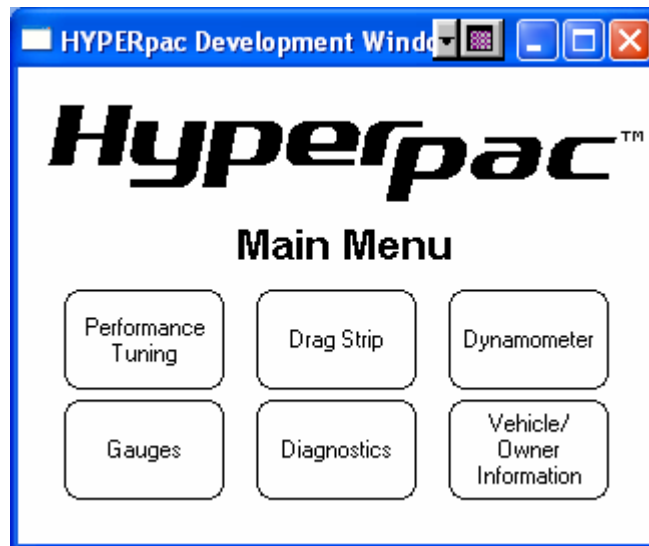 HYPERpac Development Windo
Hyperpac™
Main Menu
Performance
Tuning
Drag Strip
Dynamometer
Gauges
Diagnostics
Vehicle/
Owner
Information